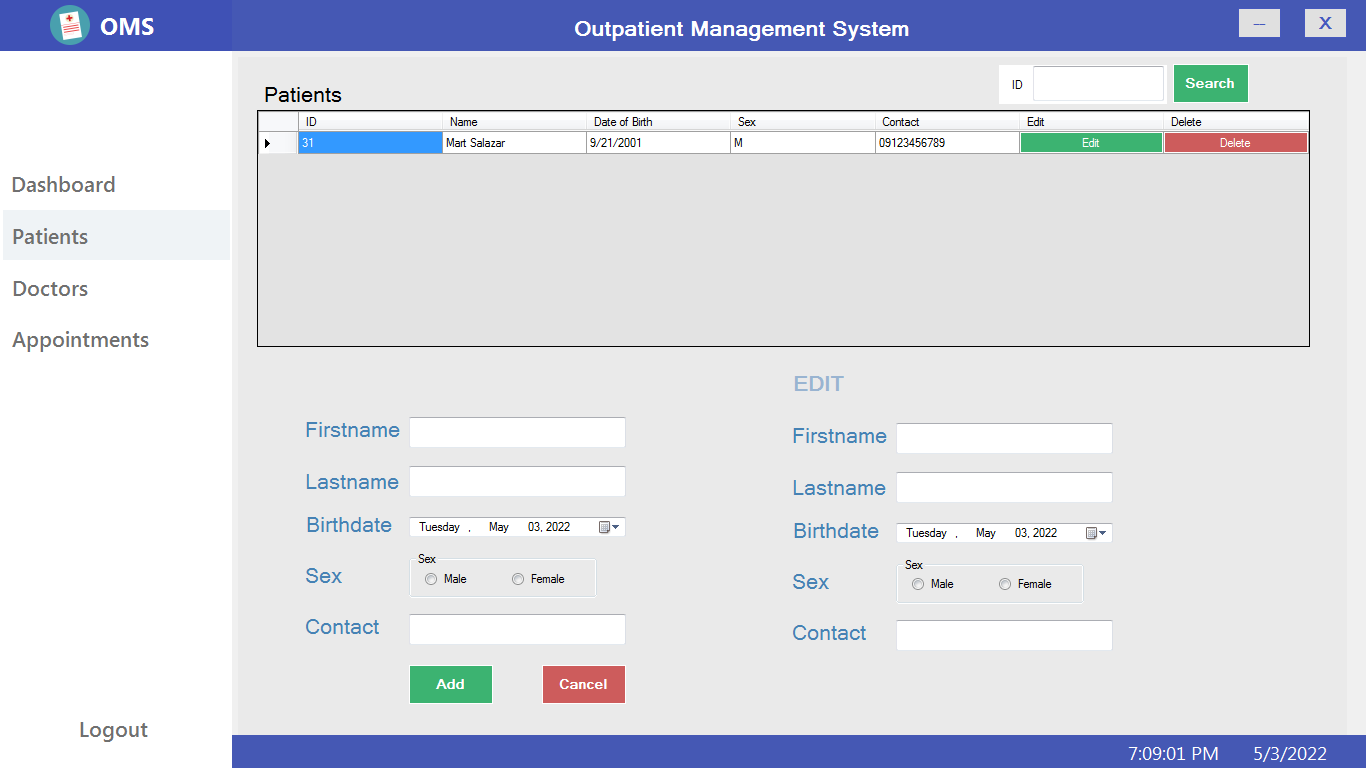 OMS
Outpatient Management System
—
X
Dashboard
Patients
Doctors
Appointments
Logout
Patients
ID
Search
ID Name Date of Birth Sex Contact Edit Delete
31 Mart Salazar 9/21/2001 M 09123456789 Edit Delete
Firstname
Lastname
Birthdate Tuesday , May 03, 2022
Sex
Sex Male Female
Contact
Add Cancel
EDIT
Firstname
Lastname
Birthdate Tuesday , May 03, 2022
Sex
Sex Male Female
Contact
7:09:01 PM 5/3/2022